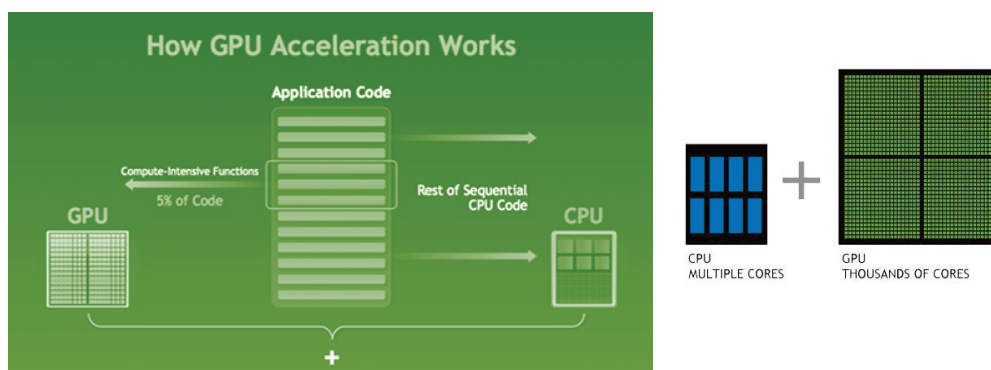 How GPU Acceleration Works
Application Code
Compute-Intensive Functions
5% of Code
GPU
Rest of Sequential
CPU Code
CPU
+
+
CPU
MULTIPLE CORES
GPU
THOUSANDS OF CORES